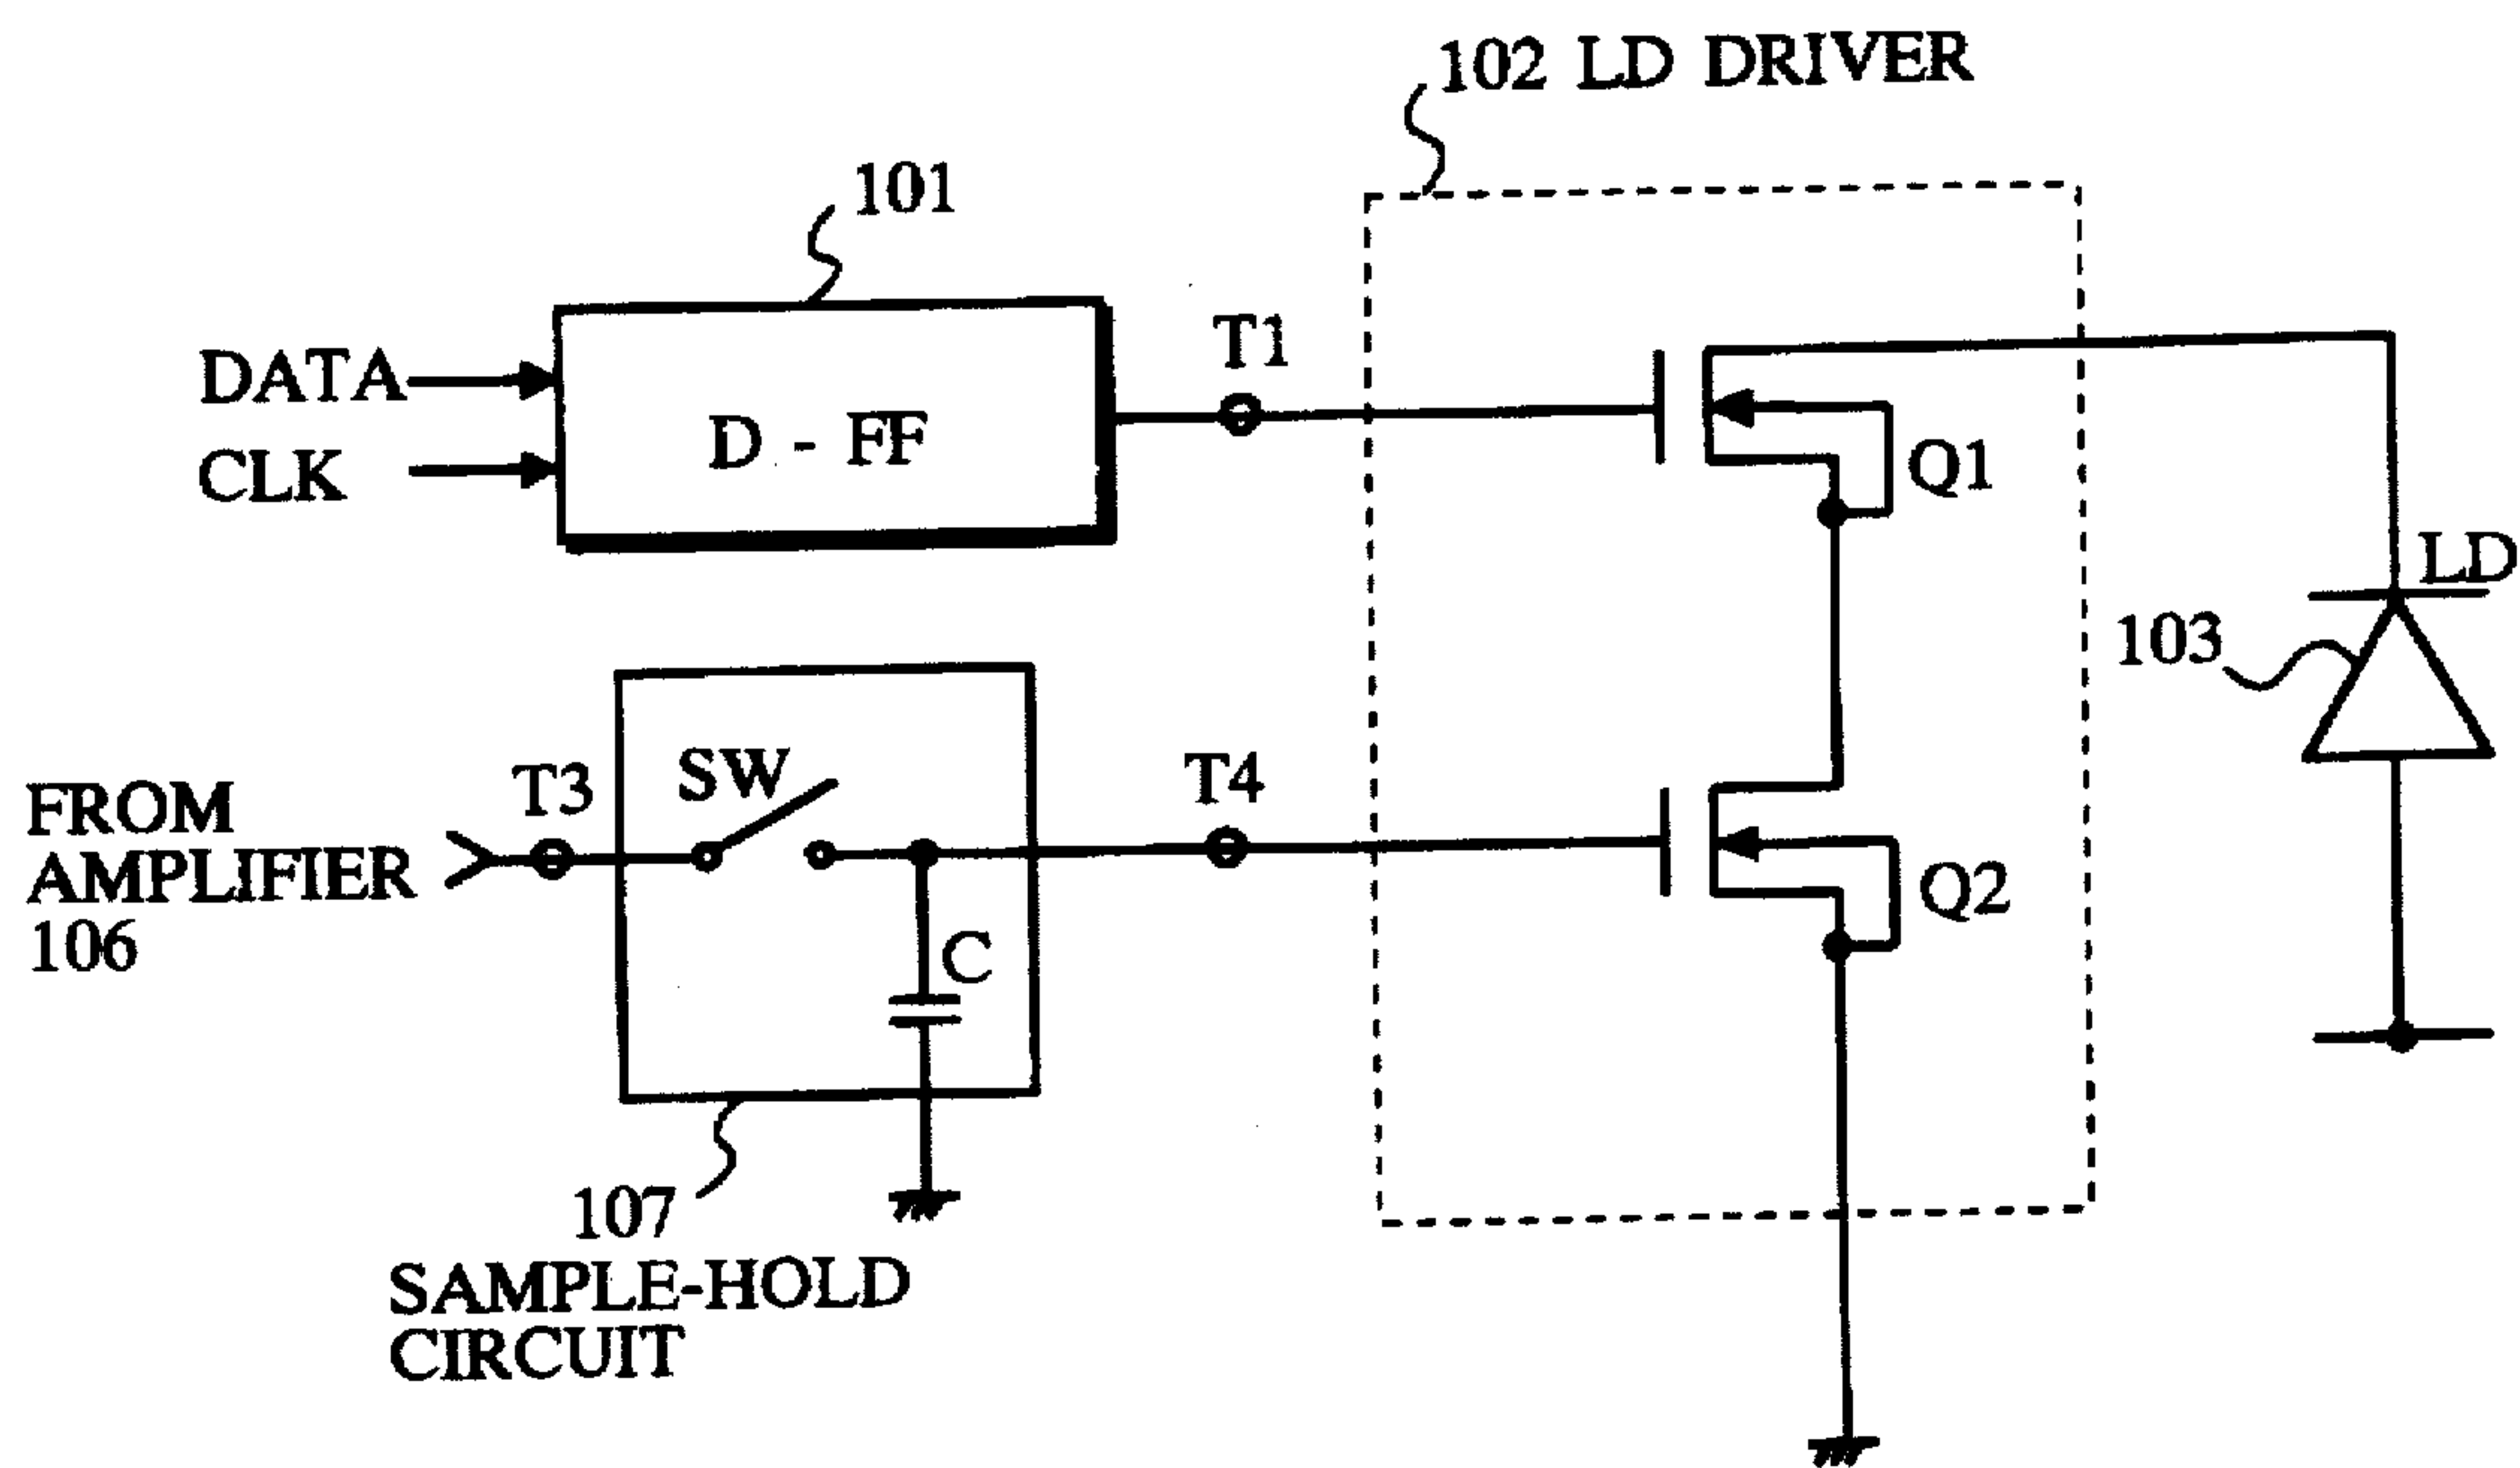 102 LD DRIVER
101
T1
DATA
CLK
D - FF
Q1
LD
103
T3
SW
T4
FROM
AMPLIFIER
106
C
Q2
107
SAMPLE-HOLD
CIRCUIT